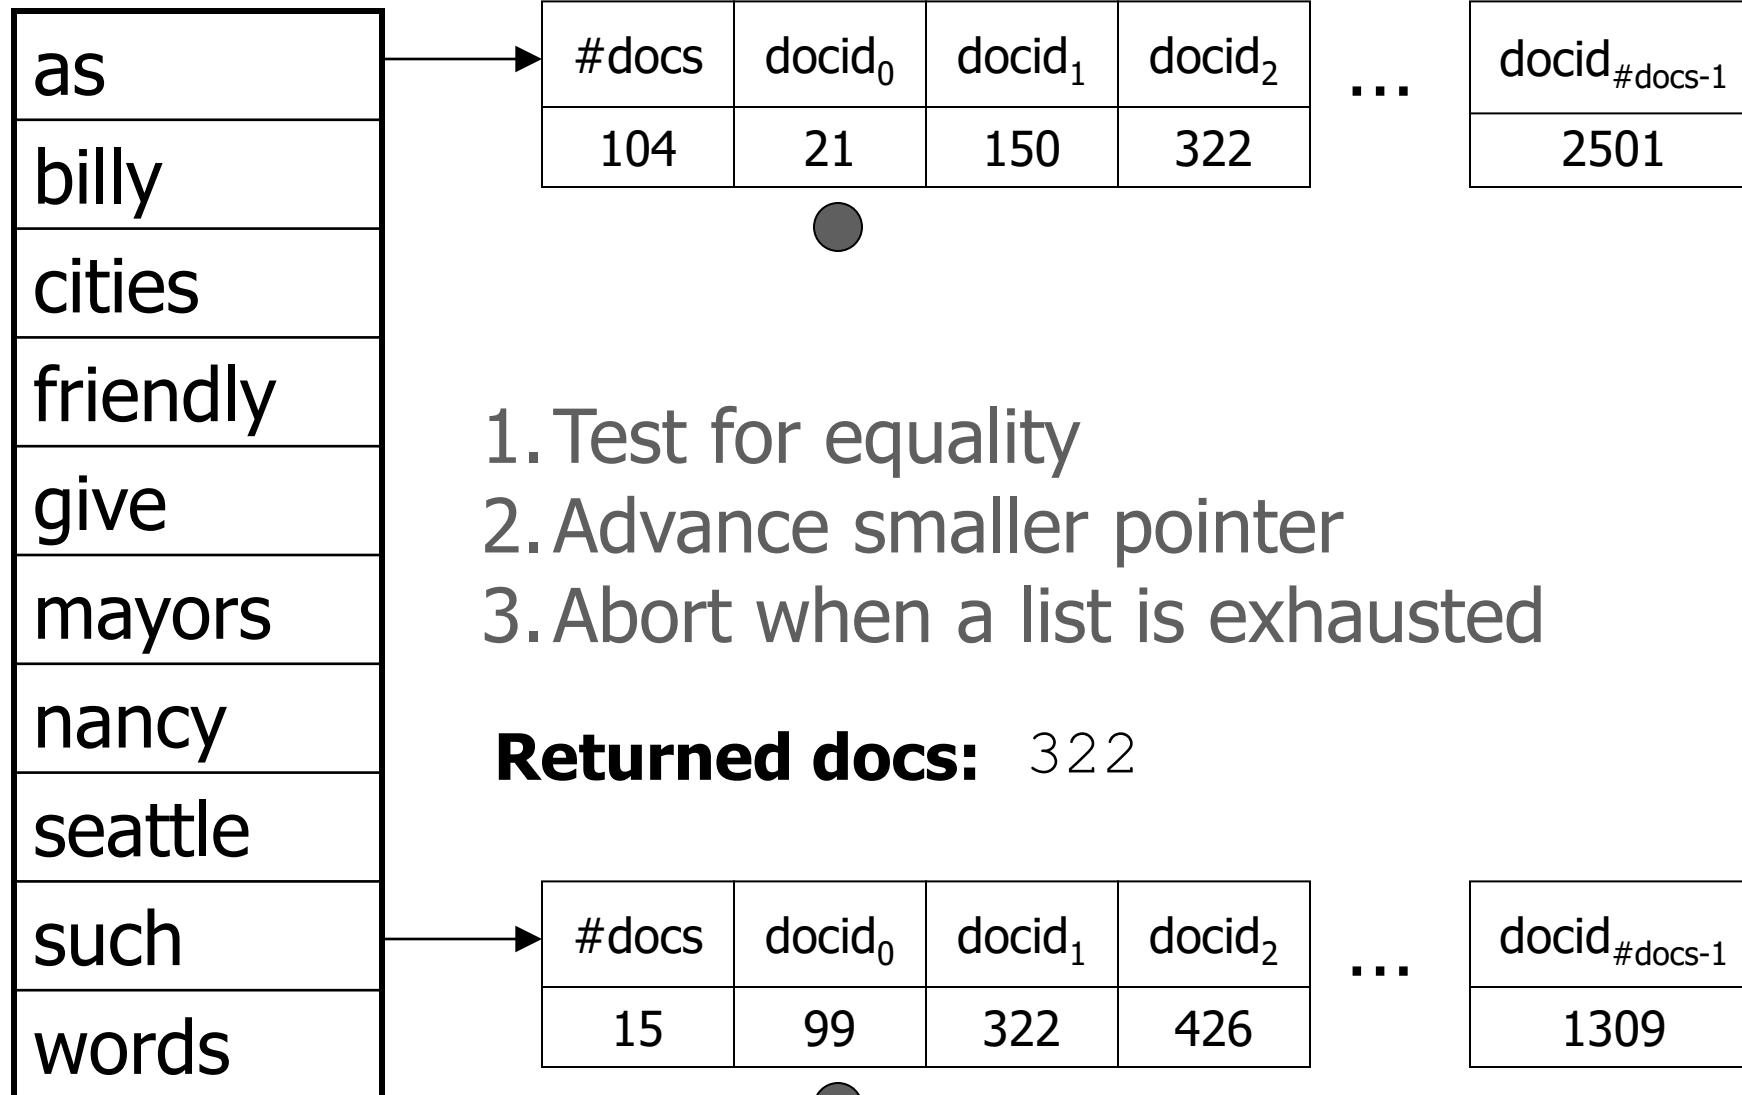 as
billy
cities
friendly
give
mayors
nancy
seattle
such
words
#docs docid₀ docid₁ docid₂ ... docid#docs-1
104 21 150 322 2501
1. Test for equality
2. Advance smaller pointer
3. Abort when a list is exhausted
Returned docs: 322
#docs docid₀ docid₁ docid₂ ... docid#docs-1
15 99 322 426 1309